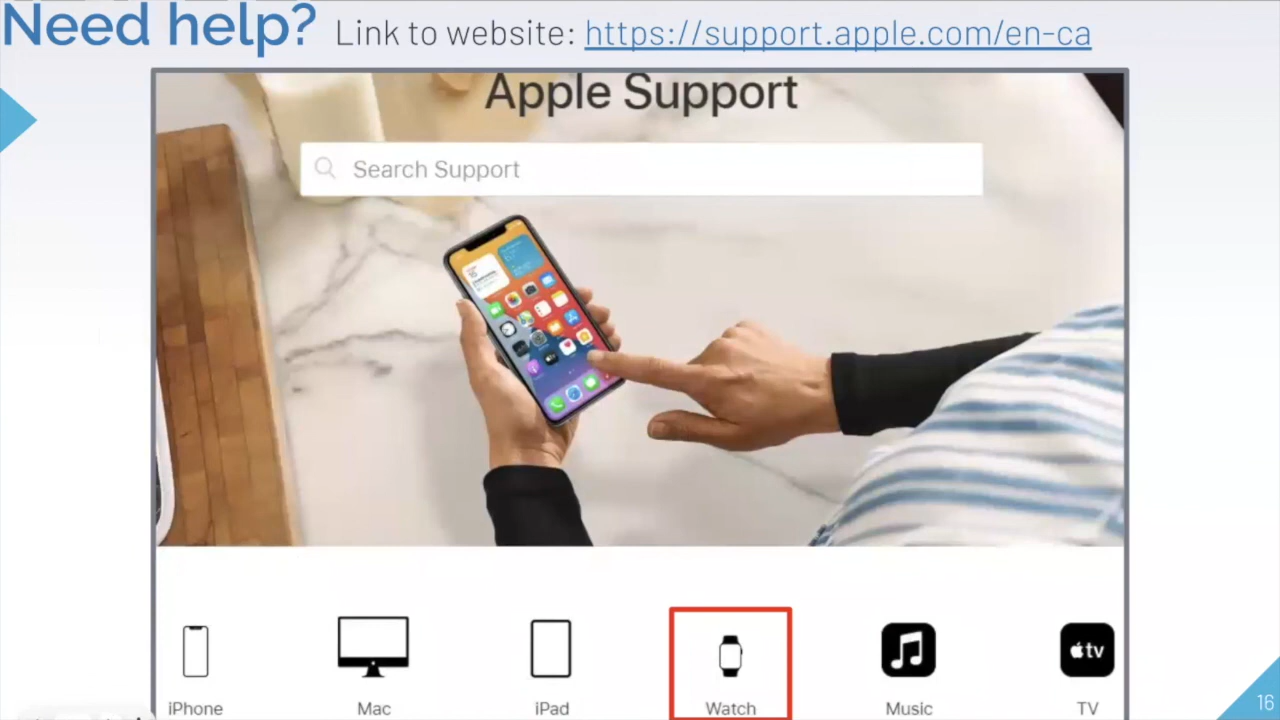 Need help? Link to website: https://support.apple.com/en-ca
Apple Support
Search Support
iPhone
Mac
iPad
Watch
Music
tv
TV
16